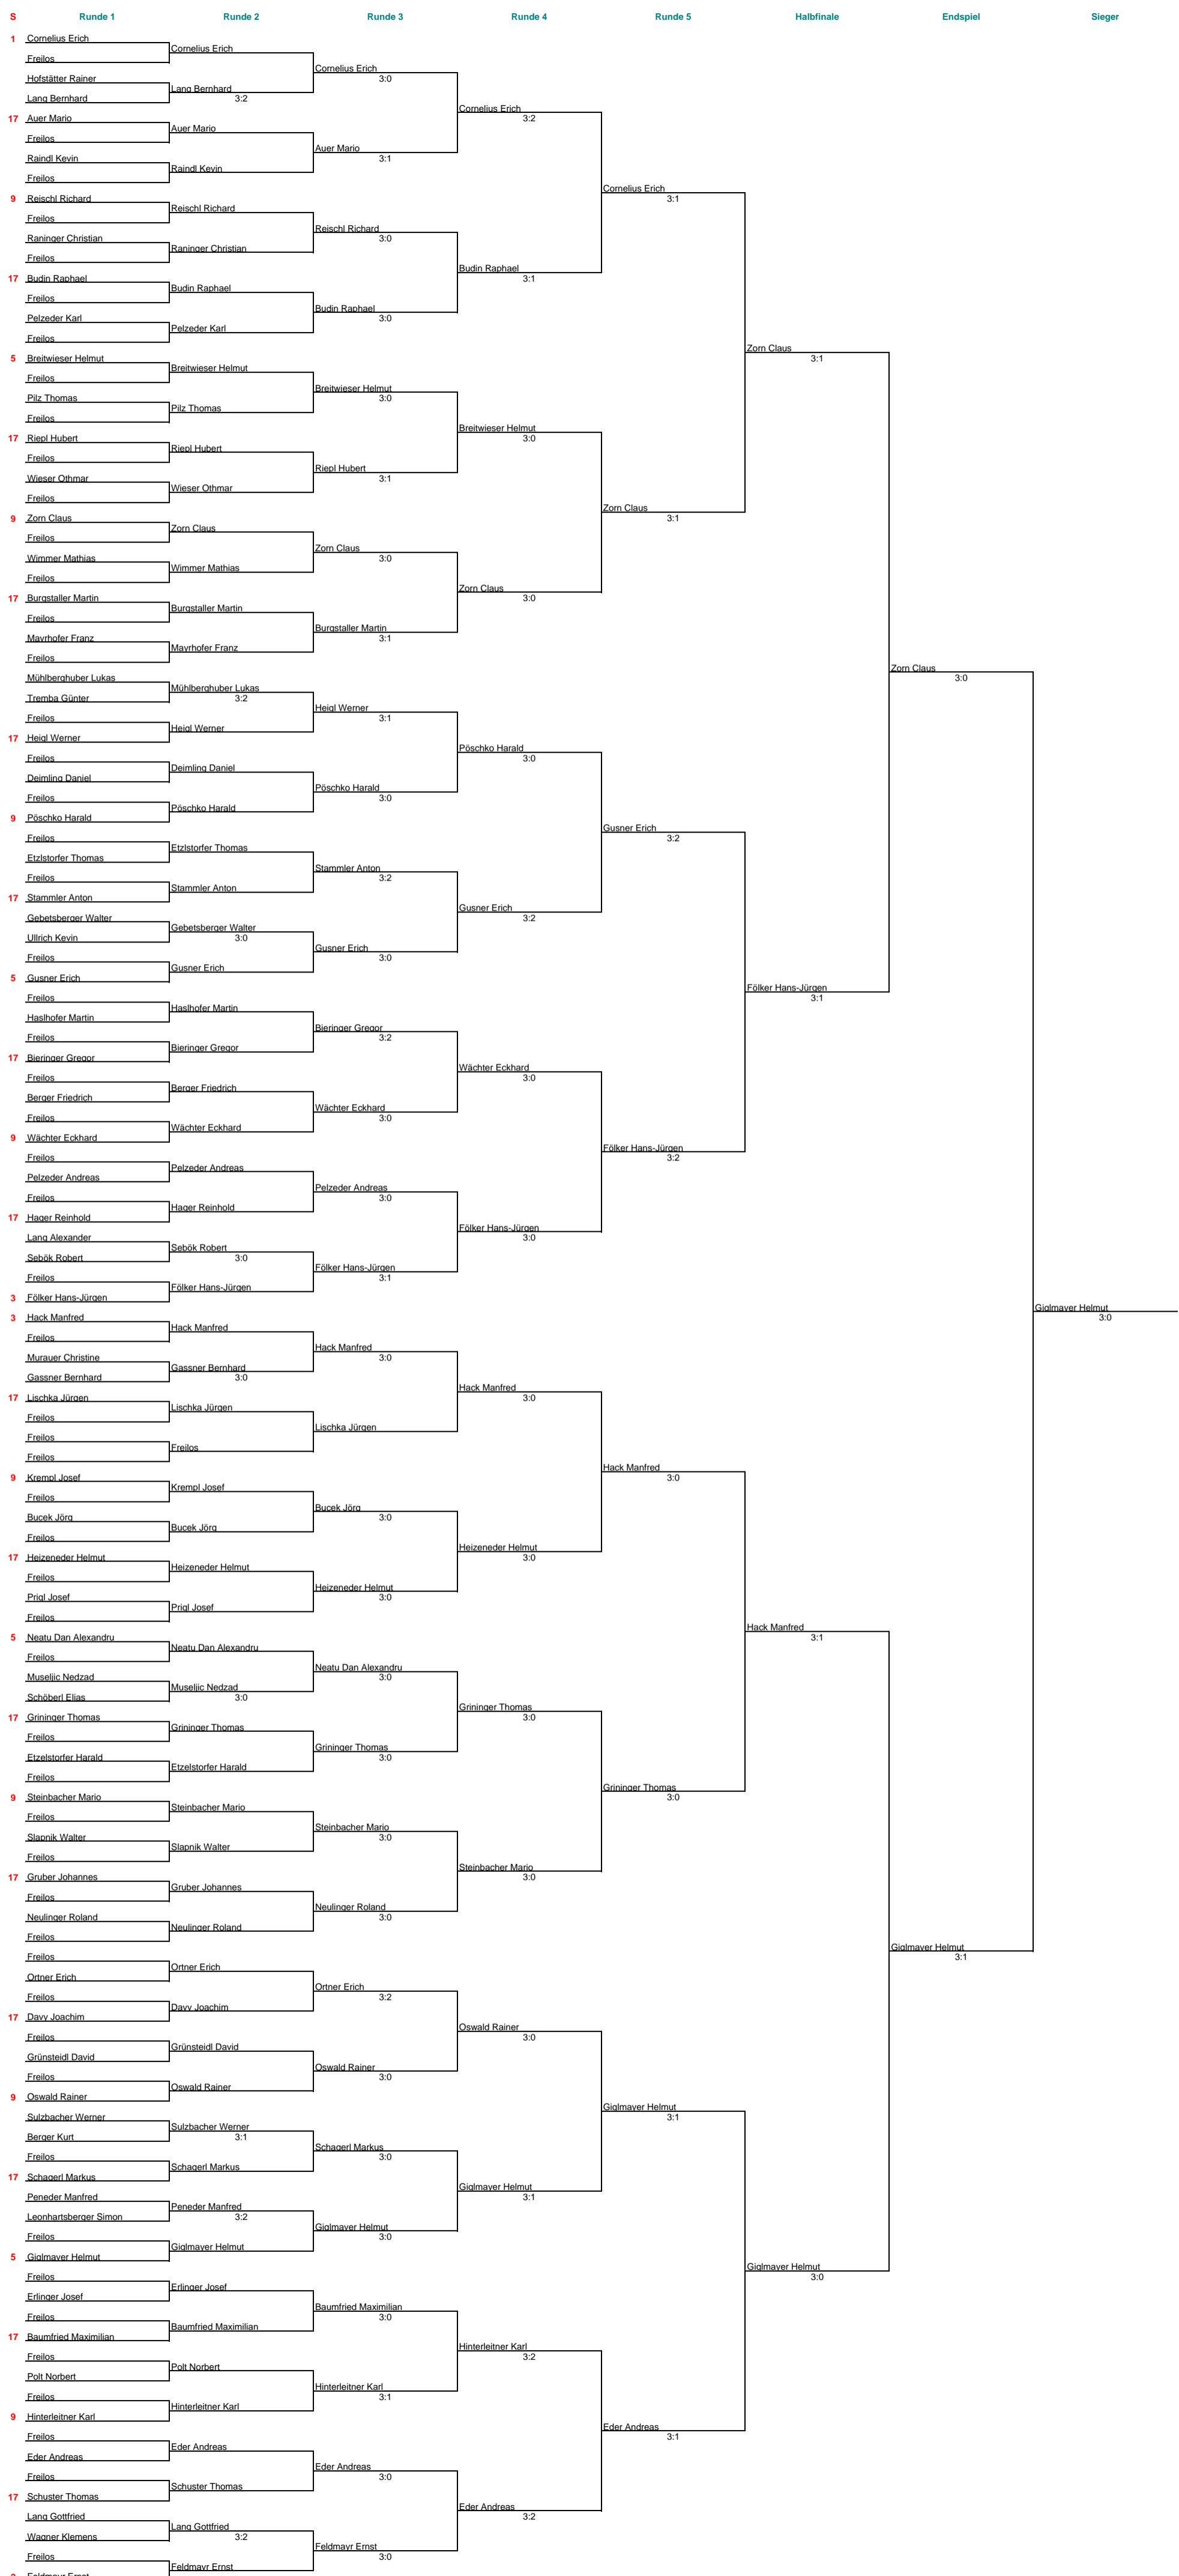 S Runde 1 Runde 2 Runde 3 Runde 4 Runde 5 Halbfinale Endspiel Sieger
1 Cornelius Erich
Freilos
Hofstätter Rainer
Lang Bernhard
17 Auer Mario
Freilos
Raindl Kevin
Freilos
9 Reischl Richard
Freilos
Raninger Christian
Freilos
17 Budin Raphael
Freilos
Pelzeder Karl
Freilos
5 Breitwieser Helmut
Freilos
Pilz Thomas
Freilos
17 Riepl Hubert
Freilos
Wieser Othmar
Freilos
9 Zorn Claus
Freilos
Wimmer Mathias
Freilos
17 Burgstaller Martin
Freilos
Mayrhofer Franz
Freilos
Mühlberghuber Lukas
Tremba Günter
Freilos
17 Heigl Werner
Freilos
Deimling Daniel
Freilos
9 Pöschko Harald
Freilos
Etzlstorfer Thomas
Freilos
17 Stammler Anton
Gebetsberger Walter
Ullrich Kevin
Freilos
5 Gusner Erich
Freilos
Haslhofer Martin
Freilos
17 Bieringer Gregor
Freilos
Berger Friedrich
Freilos
9 Wächter Eckhard
Freilos
Pelzeder Andreas
Freilos
17 Hager Reinhold
Lang Alexander
Sebök Robert
Freilos
3 Fölker Hans-Jürgen
3 Hack Manfred
Freilos
Murauer Christine
Gassner Bernhard
17 Lischka Jürgen
Freilos
Freilos
Freilos
9 Krempl Josef
Freilos
Bucek Jörg
Freilos
17 Heizeneder Helmut
Freilos
Prigl Josef
Freilos
5 Neatu Dan Alexandru
Freilos
Museljic Nedzad
Schöberl Elias
17 Grininger Thomas
Freilos
Etzelstorfer Harald
Freilos
9 Steinbacher Mario
Freilos
Slapnik Walter
Freilos
17 Gruber Johannes
Freilos
Neulinger Roland
Freilos
Freilos
Ortner Erich
Freilos
17 Davy Joachim
Freilos
Grünsteidl David
Freilos
9 Oswald Rainer
Sulzbacher Werner
Berger Kurt
Freilos
17 Schagerl Markus
Peneder Manfred
Leonhartsberger Simon
Freilos
5 Giglmayer Helmut
Freilos
Erlinger Josef
Freilos
17 Baumfried Maximilian
Freilos
Polt Norbert
Freilos
9 Hinterleitner Karl
Freilos
Eder Andreas
Freilos
17 Schuster Thomas
Lang Gottfried
Wagner Klemens
Freilos
Feldmayr Ernst
Cornelius Erich
Lang Bernhard
3:2
Auer Mario
Raindl Kevin
Reischl Richard
Raninger Christian
Budin Raphael
Pelzeder Karl
Breitwieser Helmut
Pilz Thomas
Riepl Hubert
Wieser Othmar
Zorn Claus
Wimmer Mathias
Burgstaller Martin
Mayrhofer Franz
Mühlberghuber Lukas
3:2
Heigl Werner
Deimling Daniel
Pöschko Harald
Etzlstorfer Thomas
Stammler Anton
Gebetsberger Walter
3:0
Gusner Erich
Haslhofer Martin
Bieringer Gregor
Berger Friedrich
Wächter Eckhard
Pelzeder Andreas
Hager Reinhold
Sebök Robert
3:0
Fölker Hans-Jürgen
Hack Manfred
Gassner Bernhard
3:0
Lischka Jürgen
Freilos
Krempl Josef
Bucek Jörg
Heizeneder Helmut
Prigl Josef
Neatu Dan Alexandru
Museljic Nedzad
3:0
Grininger Thomas
Etzelstorfer Harald
Steinbacher Mario
Slapnik Walter
Gruber Johannes
Neulinger Roland
Ortner Erich
Davy Joachim
Grünsteidl David
Oswald Rainer
Sulzbacher Werner
3:1
Schagerl Markus
Peneder Manfred
3:2
Giglmayer Helmut
Erlinger Josef
Baumfried Maximilian
Polt Norbert
Hinterleitner Karl
Eder Andreas
Schuster Thomas
Lang Gottfried
3:2
Feldmayr Ernst
Cornelius Erich
3:0
Auer Mario
3:1
Reischl Richard
3:0
Budin Raphael
3:0
Breitwieser Helmut
3:0
Riepl Hubert
3:1
Zorn Claus
3:0
Burgstaller Martin
3:1
Heigl Werner
3:1
Pöschko Harald
3:0
Stammler Anton
3:2
Gusner Erich
3:0
Bieringer Gregor
3:2
Wächter Eckhard
3:0
Pelzeder Andreas
3:0
Fölker Hans-Jürgen
3:1
Hack Manfred
3:0
Lischka Jürgen
Bucek Jörg
3:0
Heizeneder Helmut
3:0
Neatu Dan Alexandru
3:0
Grininger Thomas
3:0
Steinbacher Mario
3:0
Neulinger Roland
3:0
Ortner Erich
3:2
Oswald Rainer
3:0
Schagerl Markus
3:0
Giglmayer Helmut
3:0
Baumfried Maximilian
3:0
Hinterleitner Karl
3:1
Eder Andreas
3:0
Feldmayr Ernst
3:0
Cornelius Erich
3:2
Budin Raphael
3:1
Breitwieser Helmut
3:0
Zorn Claus
3:0
Pöschko Harald
3:0
Gusner Erich
3:2
Wächter Eckhard
3:0
Fölker Hans-Jürgen
3:0
Hack Manfred
3:0
Heizeneder Helmut
3:0
Grininger Thomas
3:0
Steinbacher Mario
3:0
Oswald Rainer
3:0
Giglmayer Helmut
3:1
Hinterleitner Karl
3:2
Eder Andreas
3:2
Cornelius Erich
3:1
Zorn Claus
3:1
Gusner Erich
3:2
Fölker Hans-Jürgen
3:2
Hack Manfred
3:0
Grininger Thomas
3:0
Giglmayer Helmut
3:1
Eder Andreas
3:1
Zorn Claus
3:1
Fölker Hans-Jürgen
3:1
Hack Manfred
3:1
Giglmayer Helmut
3:0
Zorn Claus
3:0
Giglmayer Helmut
3:1
Giglmayer Helmut
3:0